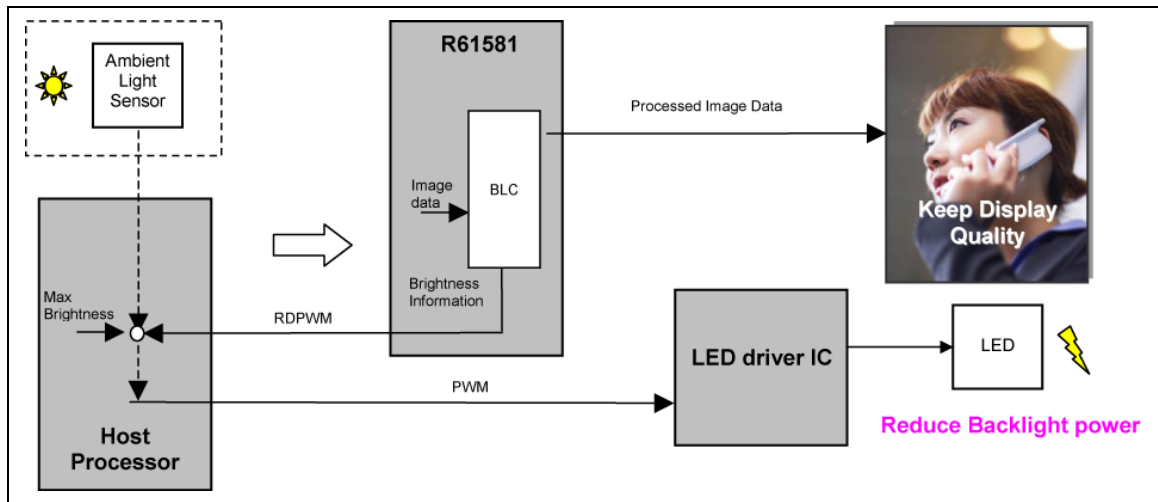 Ambient
Light
Sensor
R61581
Processed Image Data
Image
data
BLC
Keep Display
Quality
Brightness
Information
Max
Brightness
RDPWM
LED driver IC
LED
PWM
Reduce Backlight power
Host
Processor